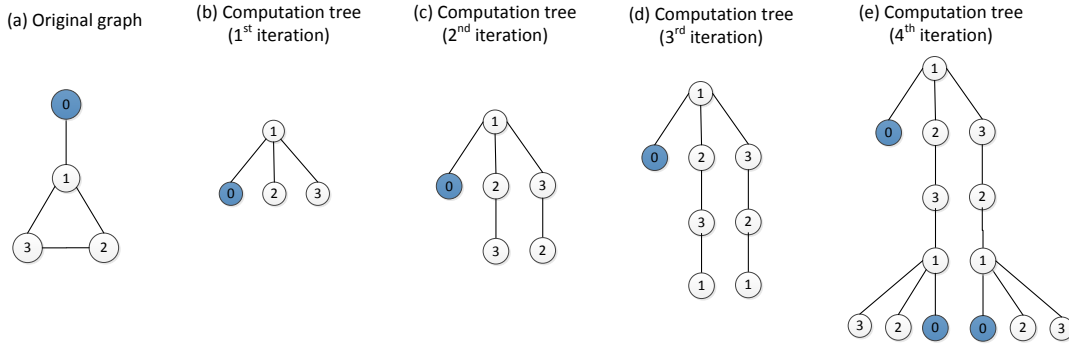 (a) Original graph
0
1
3 2
(b) Computation tree
(1st iteration)
1
0 2 3
(c) Computation tree
(2nd iteration)
1
0 2 3
3 2
(d) Computation tree
(3rd iteration)
1
0 2 3
3 2
1 1
(e) Computation tree
(4th iteration)
1
0 2 3
3 2
1 1
3 2 0 0 2 3